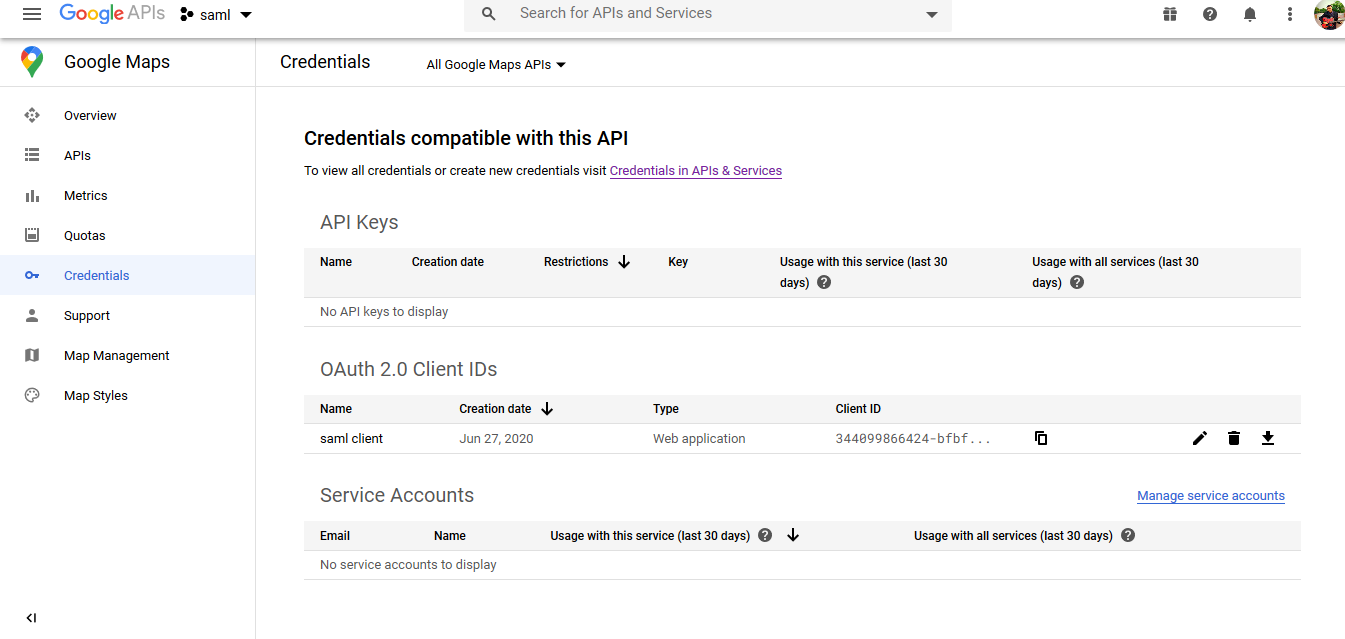 Google APIs saml Search for APIs and Services
Google Maps Credentials All Google Maps APIs
Overview
APIs
Metrics
Quotas
Credentials
Support
Map Management
Map Styles
Credentials compatible with this API
To view all credentials or create new credentials visit Credentials in APIs & Services
API Keys
Name Creation date Restrictions Key Usage with this service (last 30 days) Usage with all services (last 30 days)
No API keys to display
OAuth 2.0 Client IDs
Name Creation date Type Client ID
saml client Jun 27, 2020 Web application 344099866424-bfbf...
Service Accounts Manage service accounts
Email Name Usage with this service (last 30 days) Usage with all services (last 30 days)
No service accounts to display